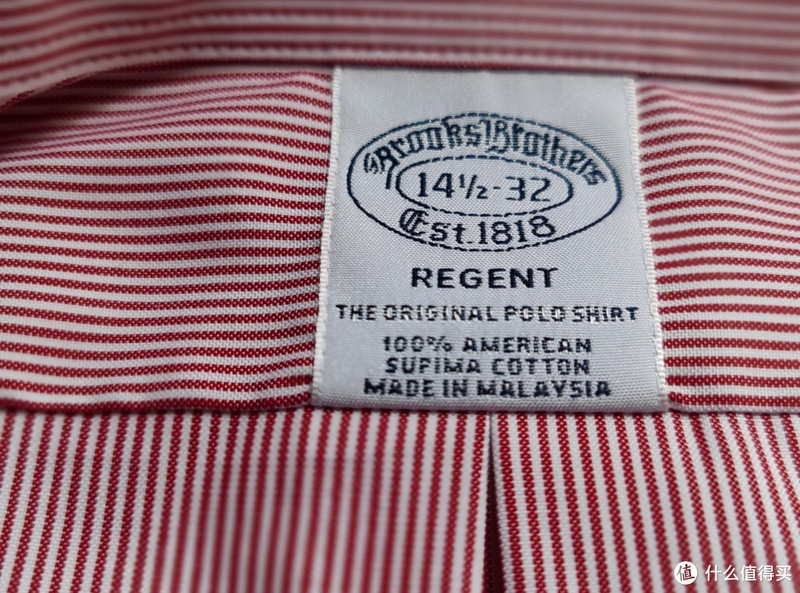 Brooks Brothers
14½-32
Est. 1818
REGENT
THE ORIGINAL POLO SHIRT
100% AMERICAN
SUPIMA COTTON
MADE IN MALAYSIA
值 什么值得买